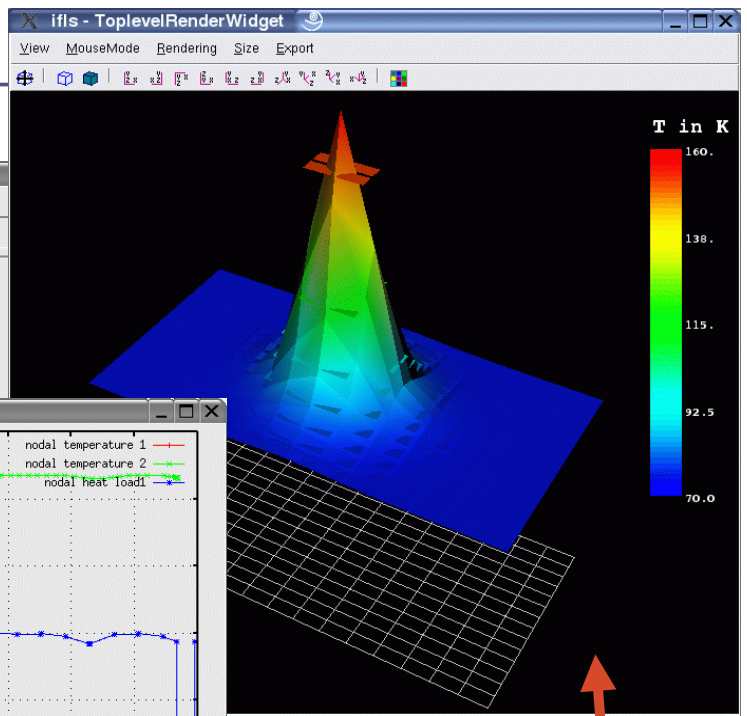 ifls - ToplevelRenderWidget
View MouseMode Rendering Size Export
T in K
160.
138.
115.
92.5
70.0
nodal temperature 1
nodal temperature 2
nodal heat load1